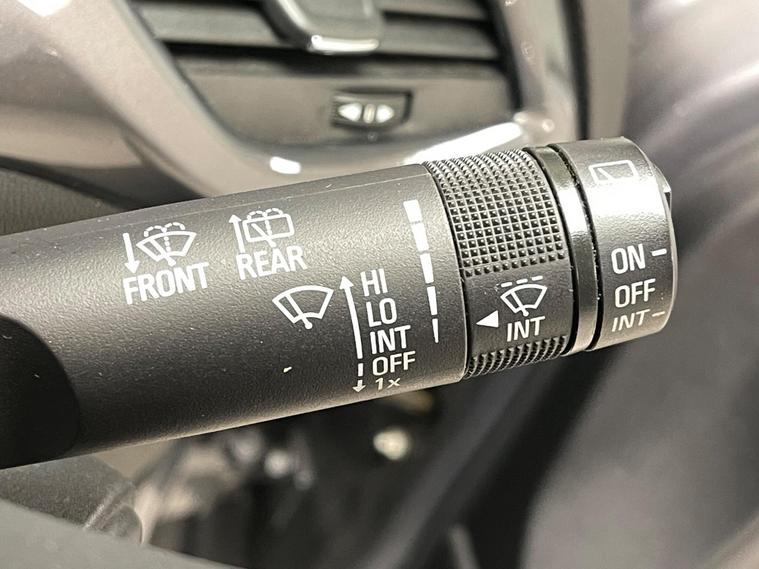 FRONT
REAR
HI
LO
INT
OFF
1x
INT
ON
OFF
INT